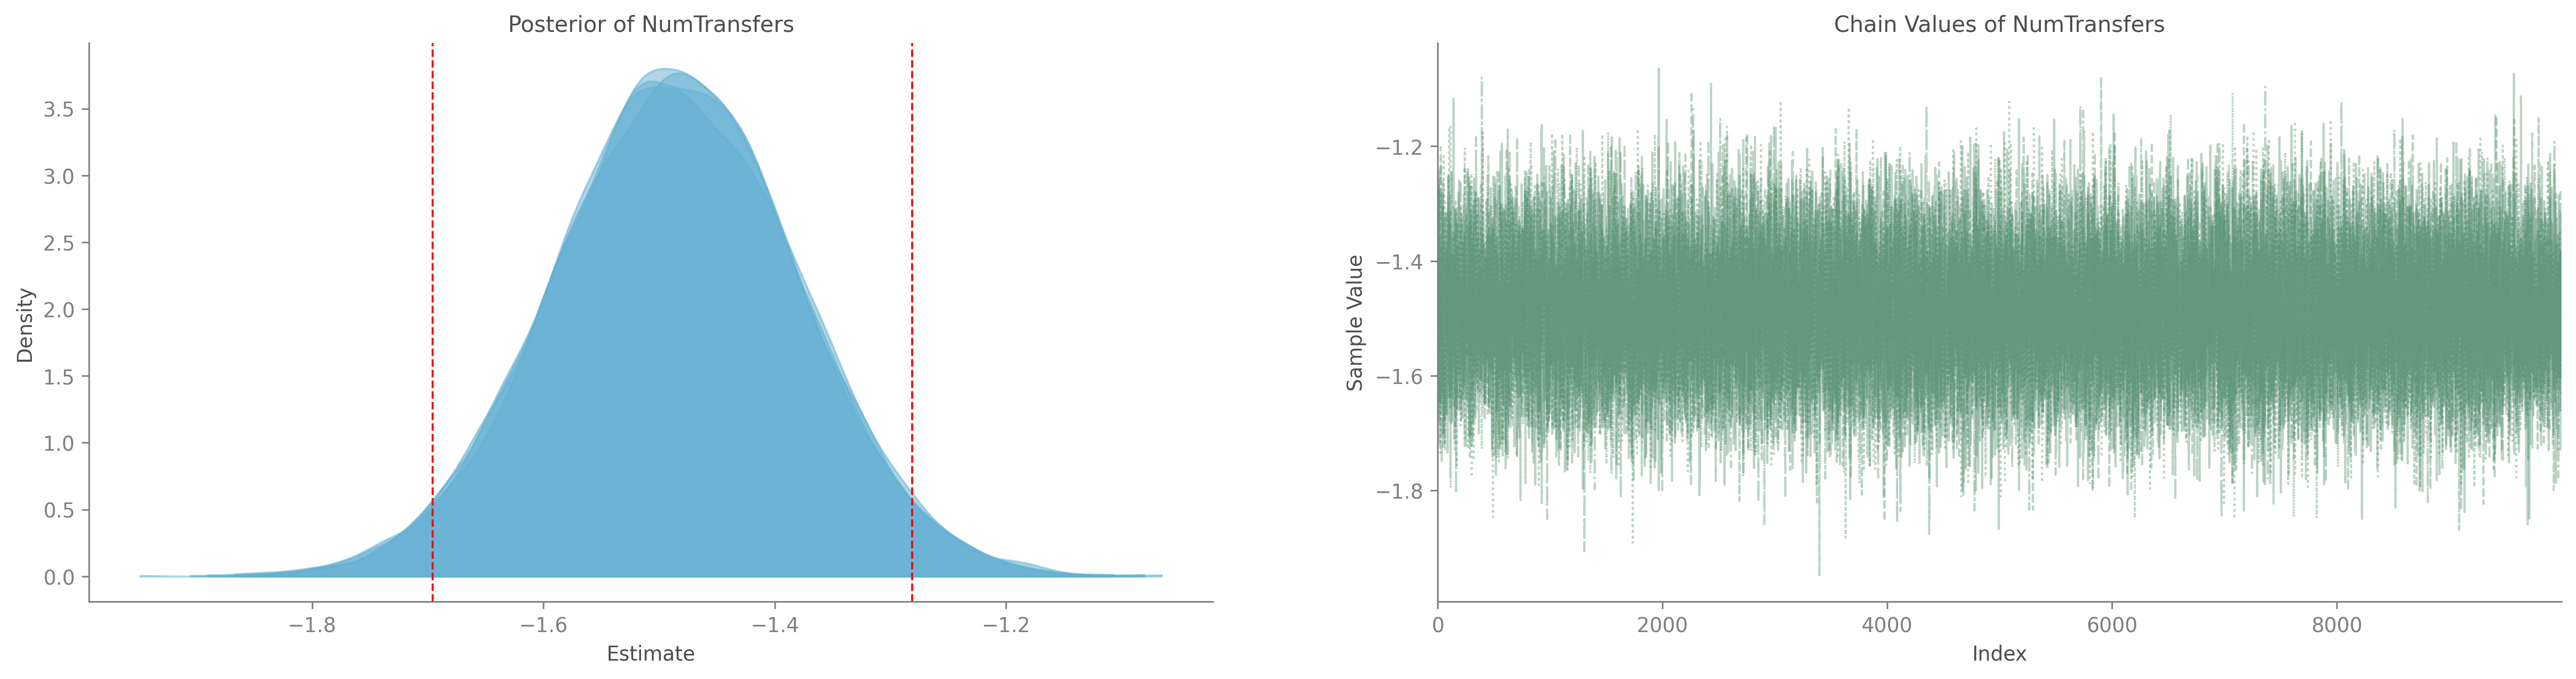 Posterior of NumTransfers
Density
3.5
3.0
2.5
2.0
1.5
1.0
0.5
0.0
−1.8 −1.6 −1.4 −1.2
Estimate
Chain Values of NumTransfers
Sample Value
−1.2
−1.4
−1.6
−1.8
0 2000 4000 6000 8000
Index